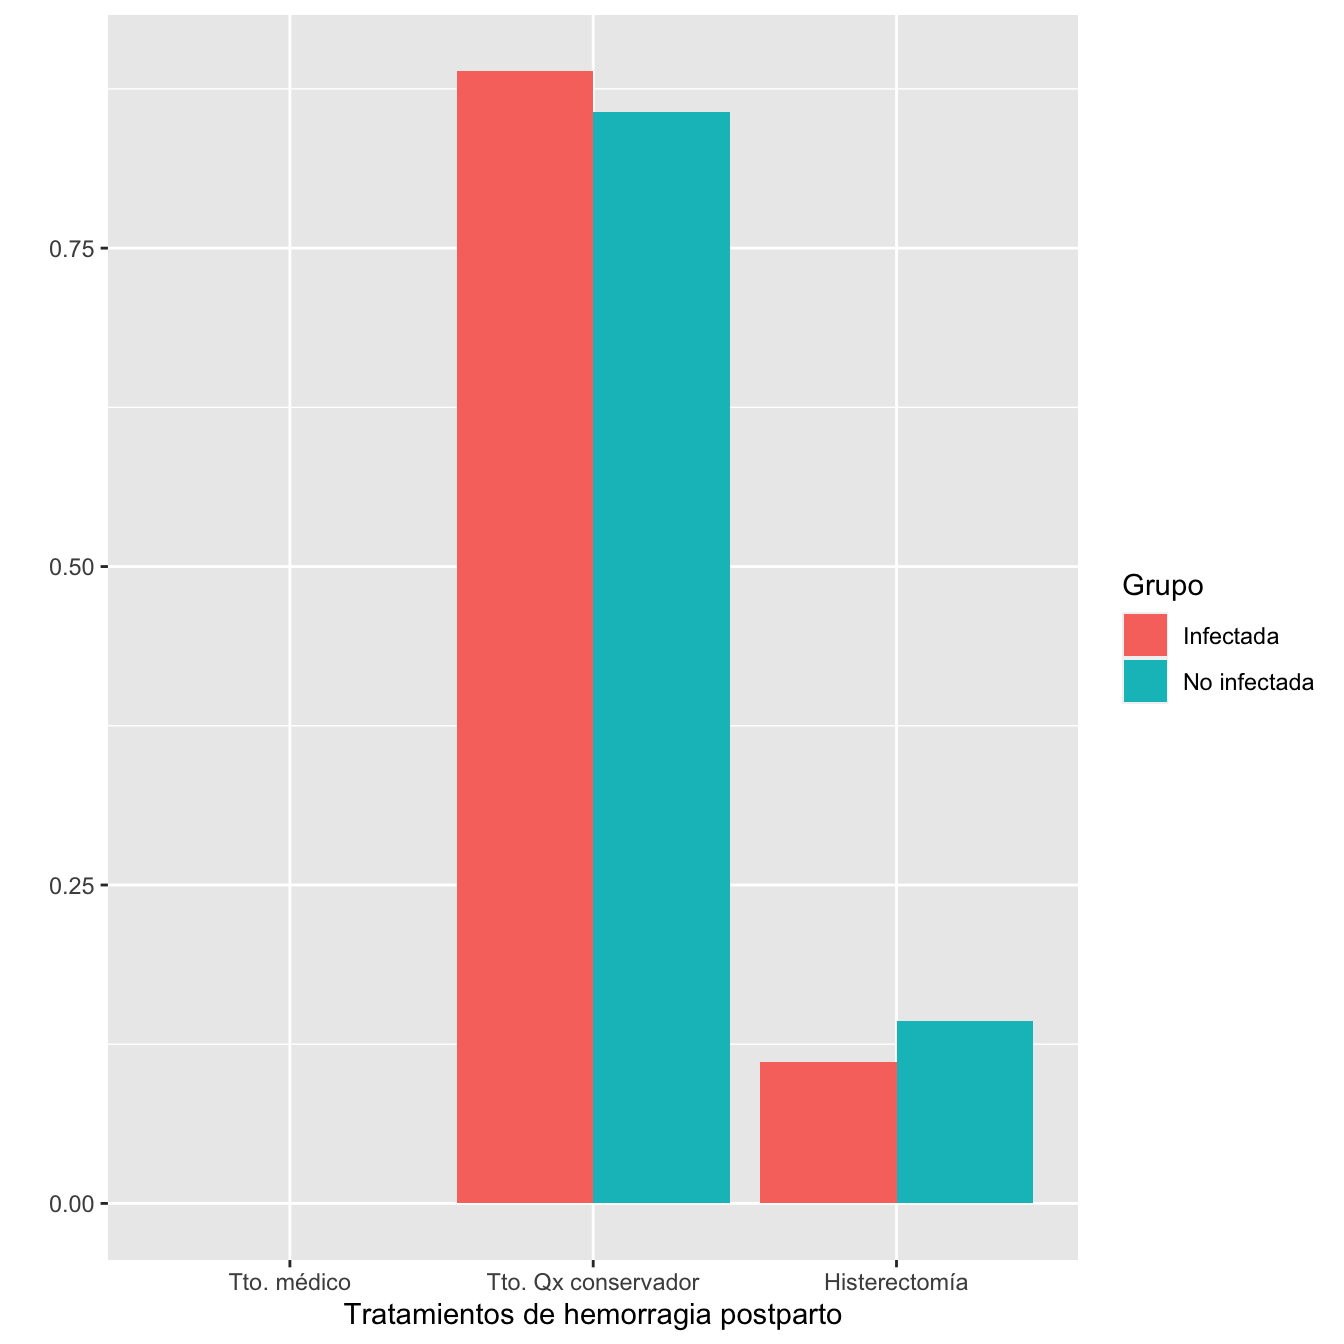 0.75
0.50
0.25
0.00
Tto. médico
Tto. Qx conservador
Histerectomía
Tratamientos de hemorragia postparto
Grupo
Infectada
No infectada